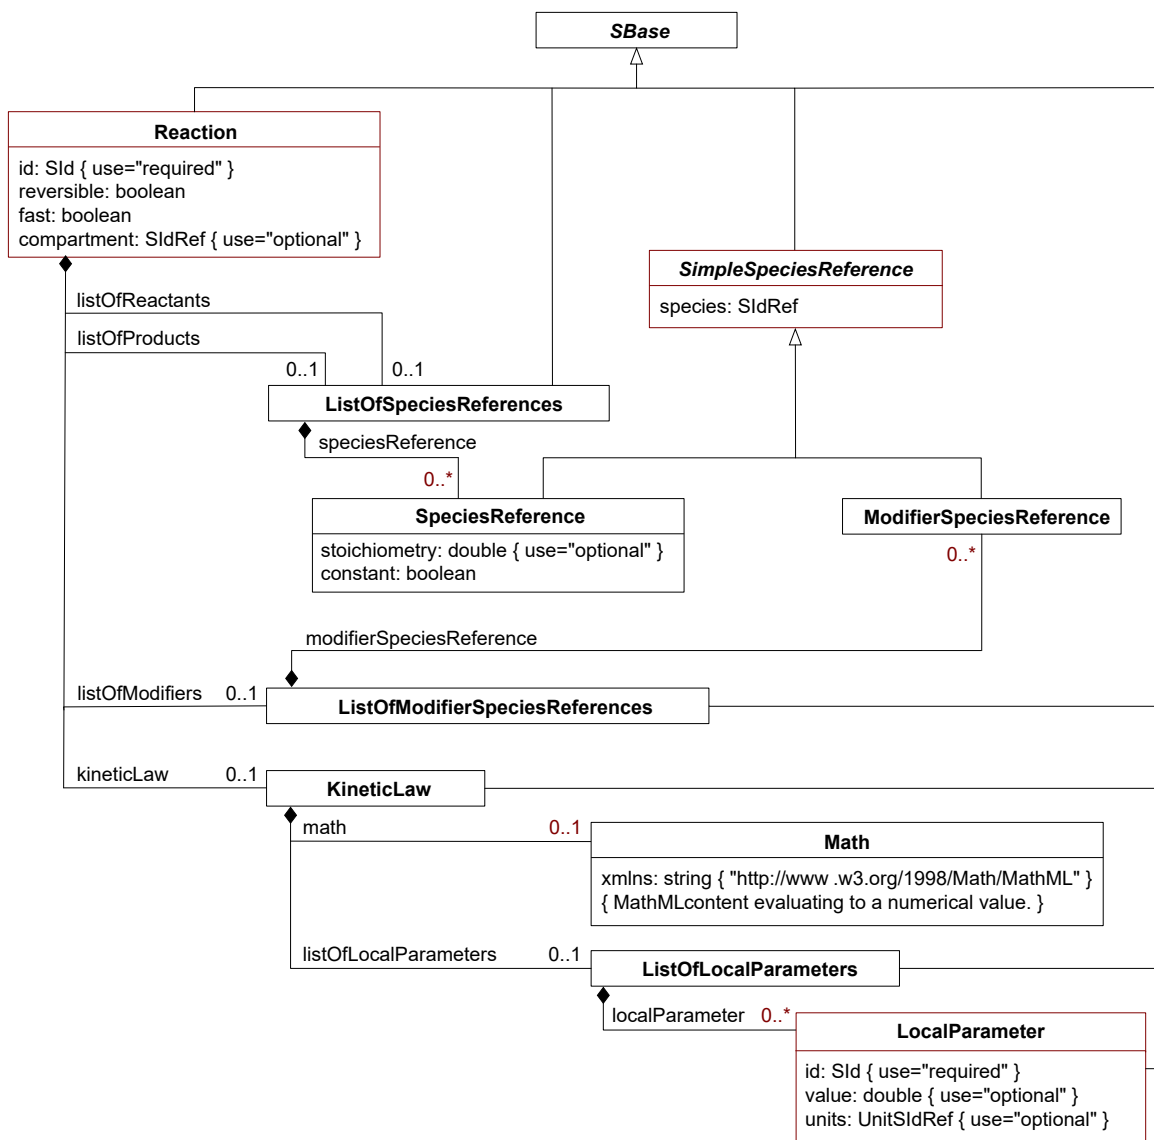 SBase
Reaction
id: SId { use="required" }
reversible: boolean
fast: boolean
compartment: SIdRef { use="optional" }
SimpleSpeciesReference
species: SIdRef
listOfReactants
listOfProducts
0..1
0..1
ListOfSpeciesReferences
speciesReference
0..*
SpeciesReference
stoichiometry: double { use="optional" }
constant: boolean
ModifierSpeciesReference
0..*
modifierSpeciesReference
listOfModifiers
0..1
ListOfModifierSpeciesReferences
kineticLaw
0..1
KineticLaw
math
0..1
Math
xmlns: string { "http://www .w3.org/1998/Math/MathML" }
{ MathMLcontent evaluating to a numerical value. }
listOfLocalParameters
0..1
ListOfLocalParameters
localParameter
0..*
LocalParameter
id: SId { use="required" }
value: double { use="optional" }
units: UnitSIdRef { use="optional" }